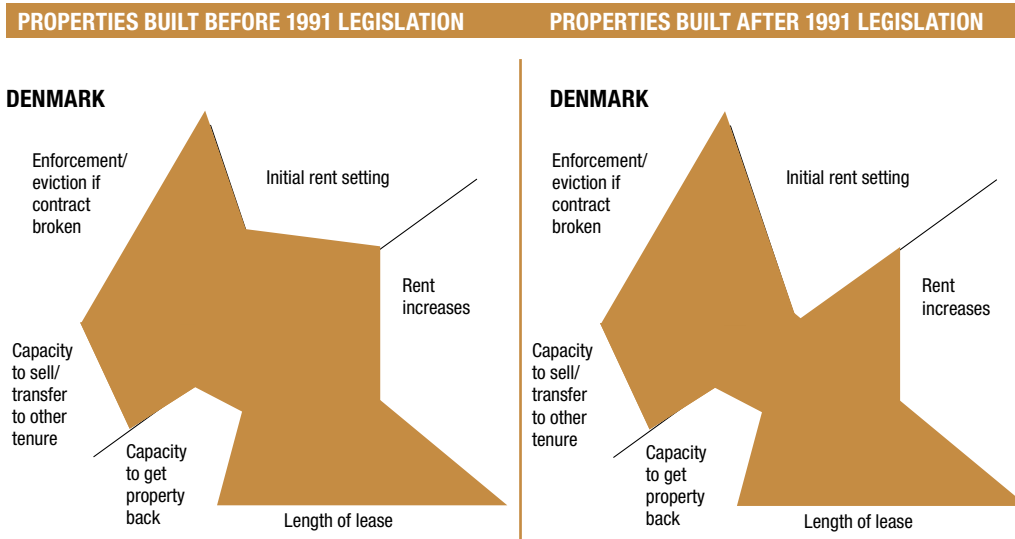 PROPERTIES BUILT BEFORE 1991 LEGISLATION
DENMARK
Enforcement/
eviction if
contract
broken
Initial rent setting
Rent
increases
Capacity
to sell/
transfer
to other
tenure
Capacity
to get
property
back
Length of lease
PROPERTIES BUILT AFTER 1991 LEGISLATION
DENMARK
Enforcement/
eviction if
contract
broken
Initial rent setting
Rent
increases
Capacity
to sell/
transfer
to other
tenure
Capacity
to get
property
back
Length of lease